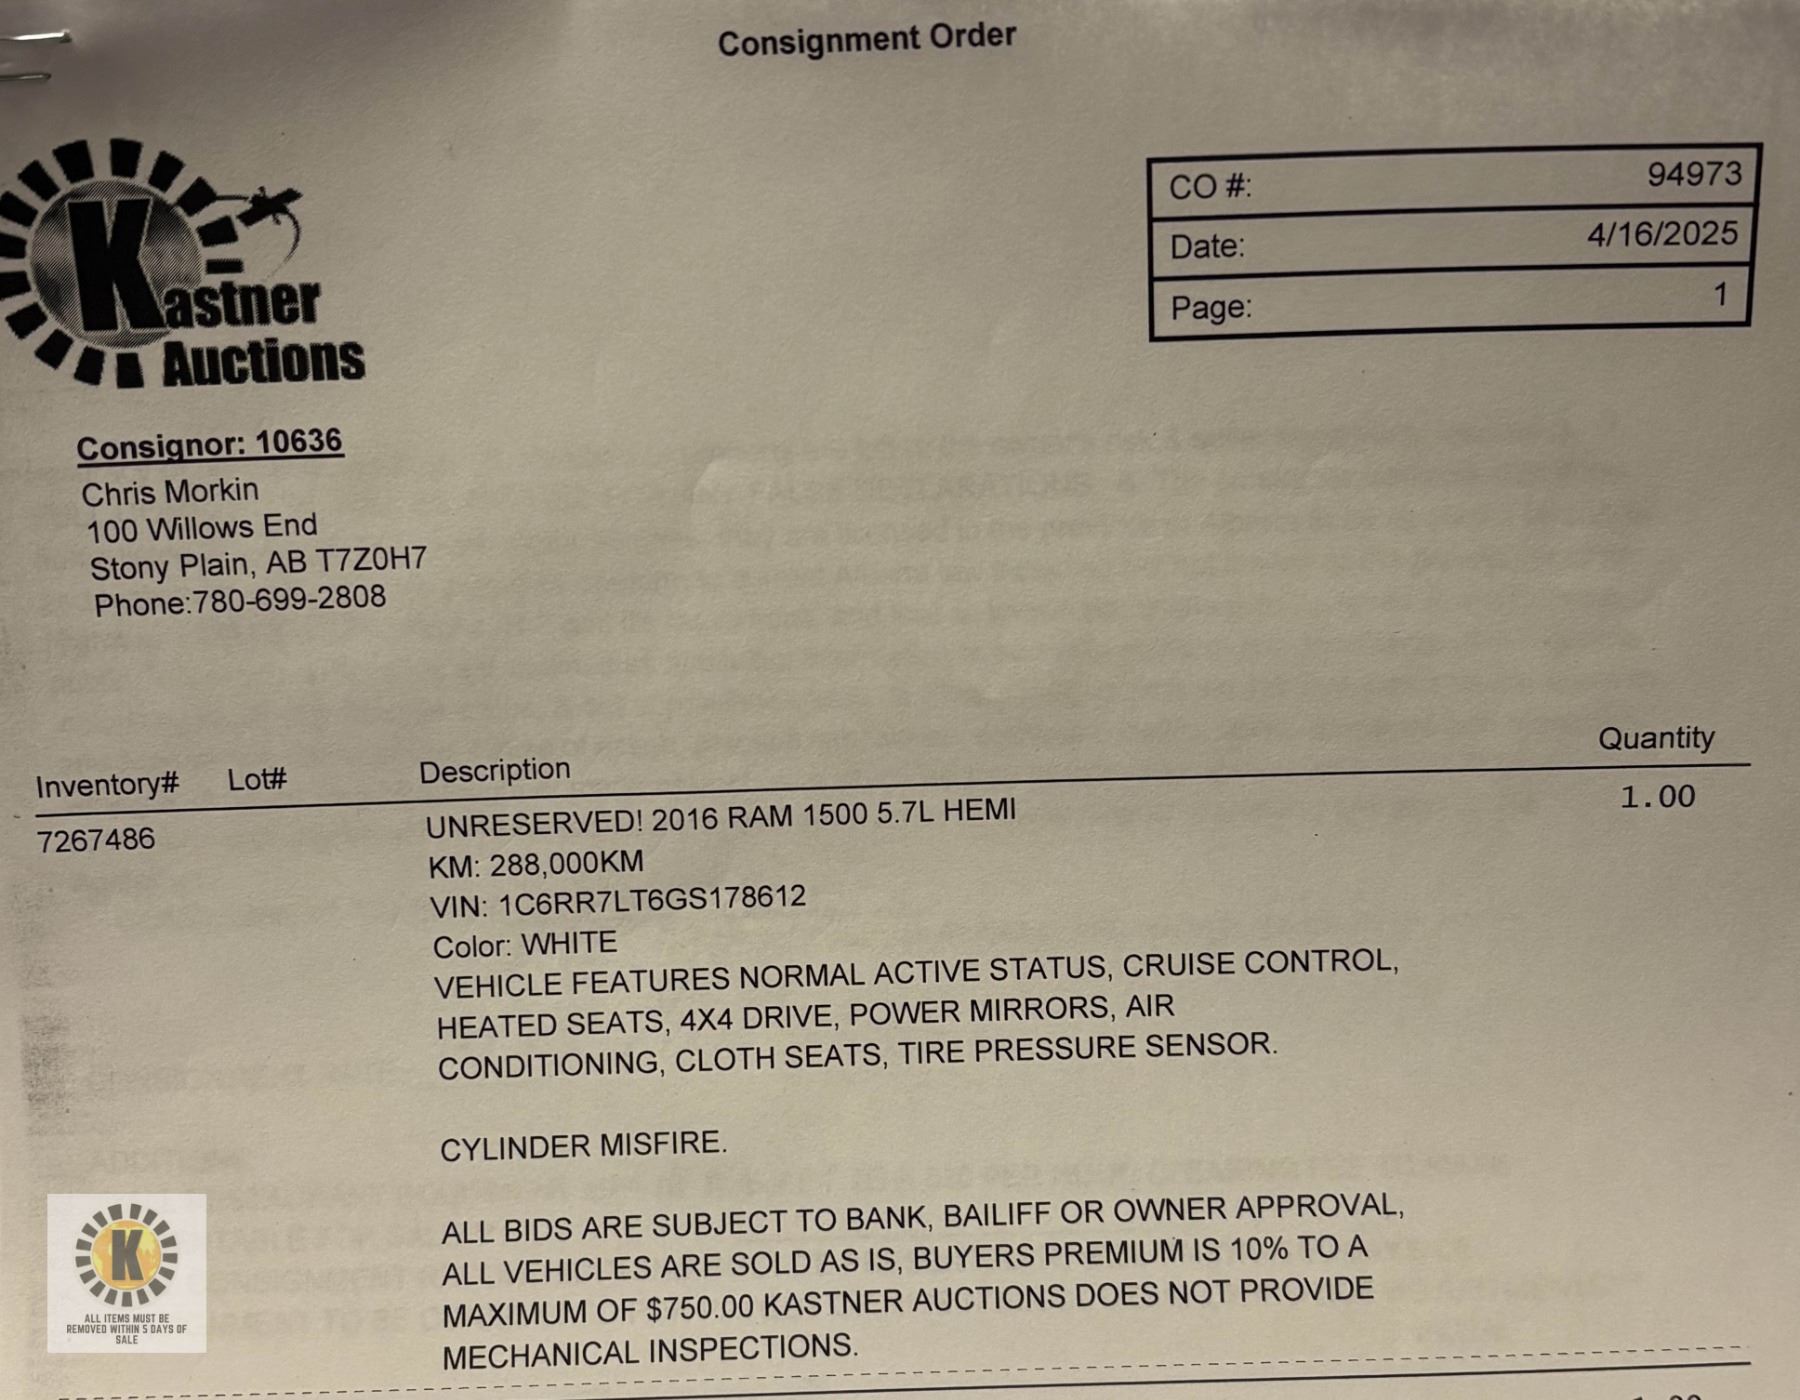 Consignment Order
Kastner
Auctions
CO #: 94973
Date: 4/16/2025
Page: 1
Consignor: 10636
Chris Morkin
100 Willows End
Stony Plain, AB T7Z0H7
Phone:780-699-2808
Inventory# Lot# Description Quantity
7267486 UNRESERVED! 2016 RAM 1500 5.7L HEMI 1.00
KM: 288,000KM
VIN: 1C6RR7LT6GS178612
Color: WHITE
VEHICLE FEATURES NORMAL ACTIVE STATUS, CRUISE CONTROL,
HEATED SEATS, 4X4 DRIVE, POWER MIRRORS, AIR
CONDITIONING, CLOTH SEATS, TIRE PRESSURE SENSOR.
CYLINDER MISFIRE.
ALL BIDS ARE SUBJECT TO BANK, BAILIFF OR OWNER APPROVAL,
ALL VEHICLES ARE SOLD AS IS, BUYERS PREMIUM IS 10% TO A
MAXIMUM OF $750.00 KASTNER AUCTIONS DOES NOT PROVIDE
MECHANICAL INSPECTIONS.
K
ALL ITEMS MUST BE
REMOVED WITHIN 5 DAYS OF
SALE